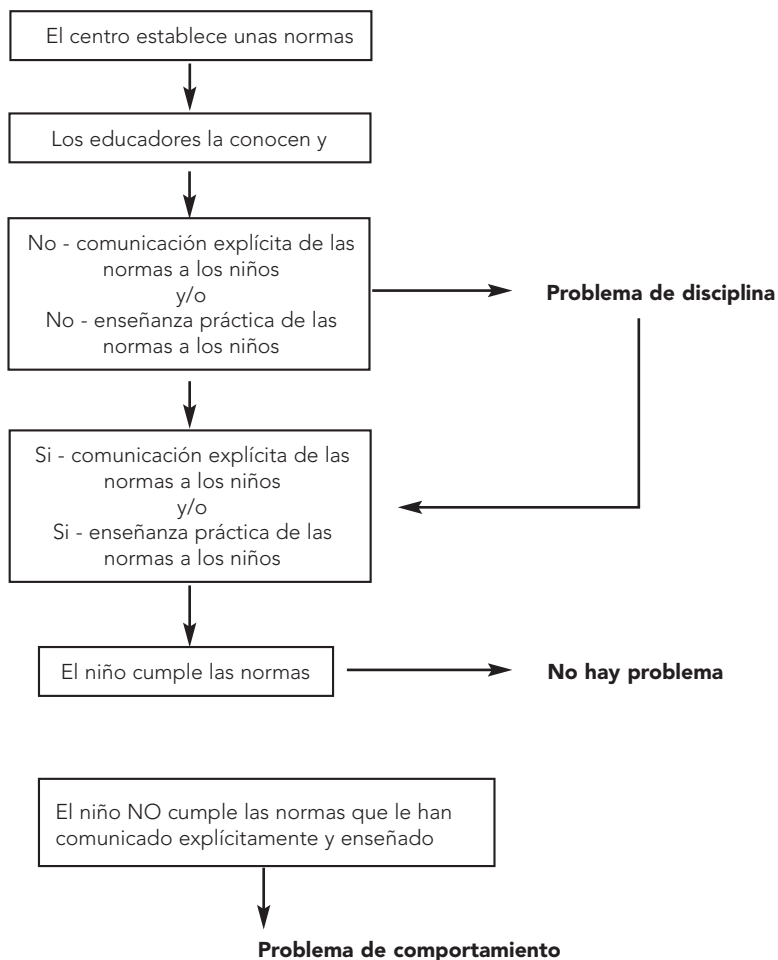 El centro establece unas normas
Los educadores la conocen y
No - comunicación explícita de las
normas a los niños
y/o
No - enseñanza práctica de las
normas a los niños
Problema de disciplina
Si - comunicación explícita de las
normas a los niños
y/o
Si - enseñanza práctica de las
normas a los niños
El niño cumple las normas
No hay problema
El niño NO cumple las normas que le han
comunicado explícitamente y enseñado
Problema de comportamiento